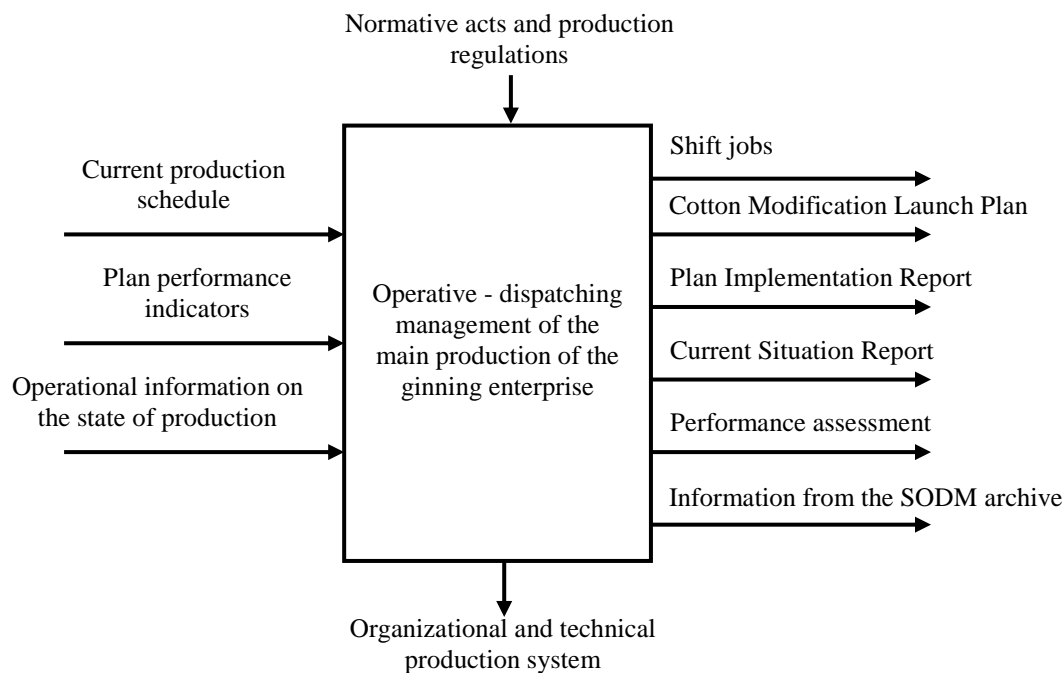 Normative acts and production
regulations
Current production
schedule
Plan performance
indicators
Operational information on
the state of production
Operative - dispatching
management of the
main production of the
ginning enterprise
Shift jobs
Cotton Modification Launch Plan
Plan Implementation Report
Current Situation Report
Performance assessment
Information from the SODM archive
Organizational and technical
production system